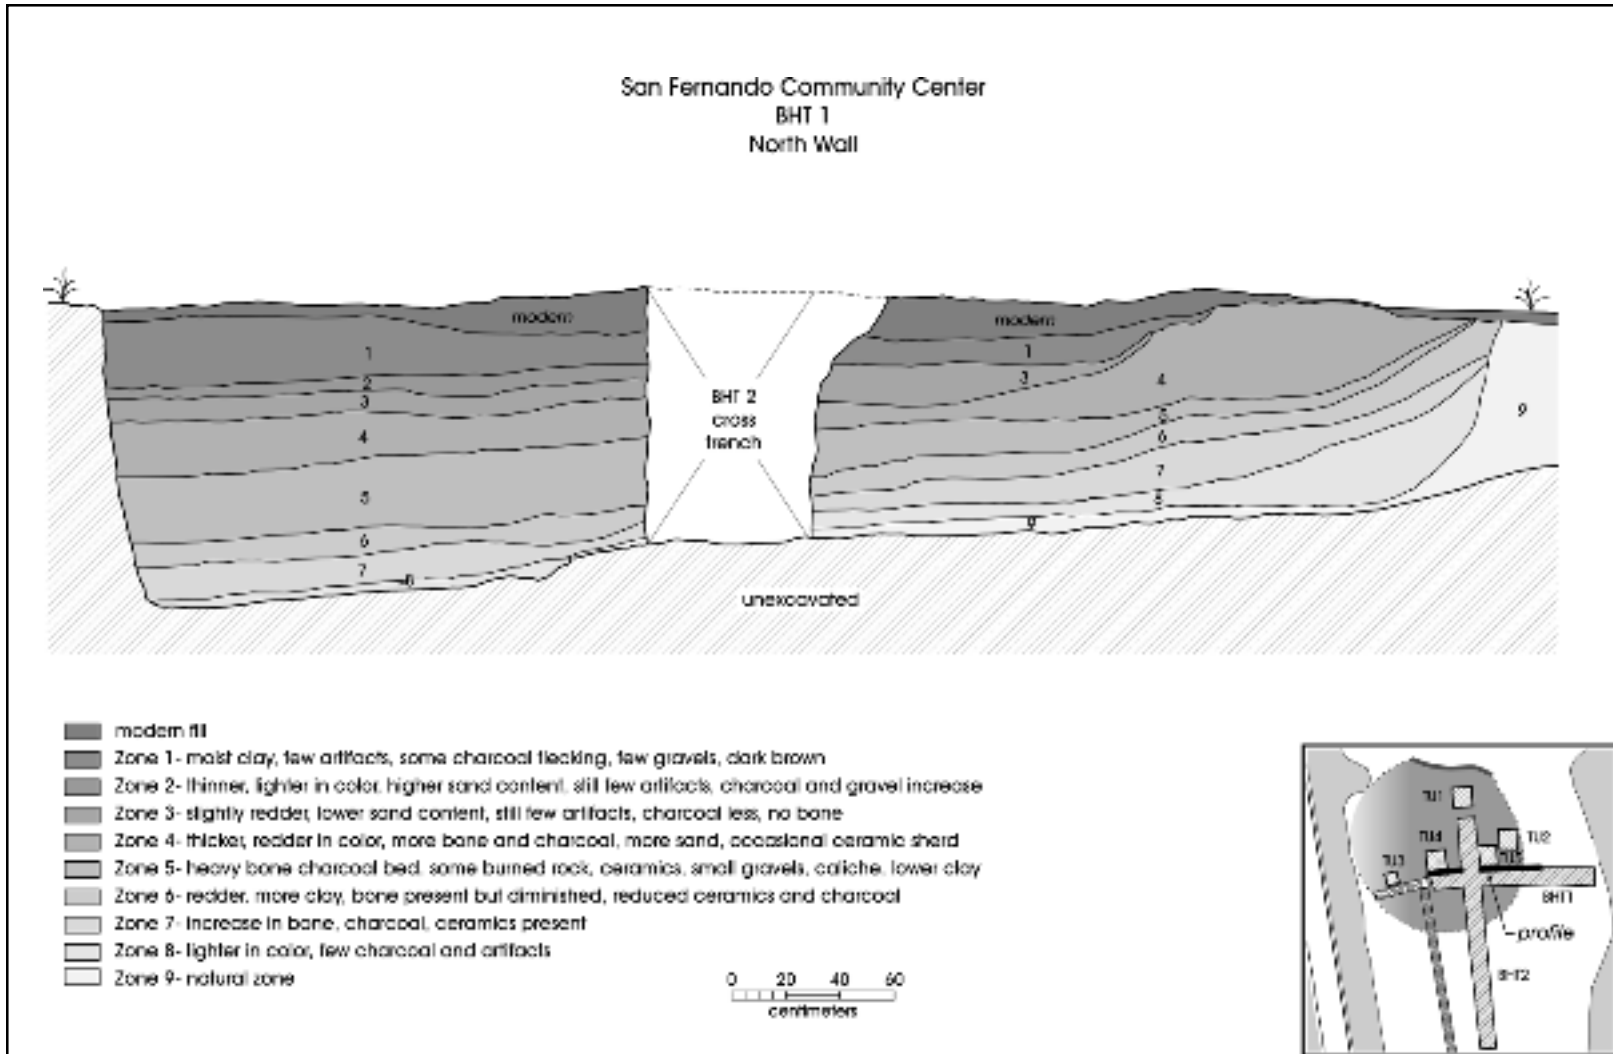 San Fernando Community Center
BHT 1
North Wall
modern
modern
1
1
2
3
3
4
4
BHT 2
cross
trench
5
5
6
6
7
7
8
8
9
9
unexcavated
modern fill
Zone 1- moist clay, few artifacts, some charcoal flecking, few gravels, dark brown
Zone 2- thinner, lighter in color, higher sand content, still few artifacts, charcoal and gravel increase
Zone 3- slightly redder, lower sand content, still few artifacts, charcoal less, no bone
Zone 4- thicker, redder in color, more bone and charcoal, more sand, occasional ceramic sherd
Zone 5- heavy bone charcoal bed, some burned rock, ceramics, small gravels, caliche, lower clay
Zone 6- redder, more clay, bone present but diminished, reduced ceramics and charcoal
Zone 7- increase in bone, charcoal, ceramics present
Zone 8- lighter in color, few charcoal and artifacts
Zone 9- natural zone
0 20 40 60
centimeters
TU1
TU4
TU2
TU3
BHT1
profile
BHT2